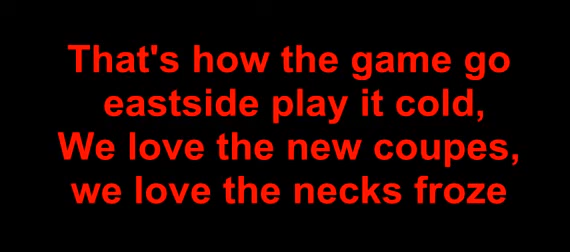 That's how the game go
eastside play it cold,
We love the new coupes,
we love the necks froze